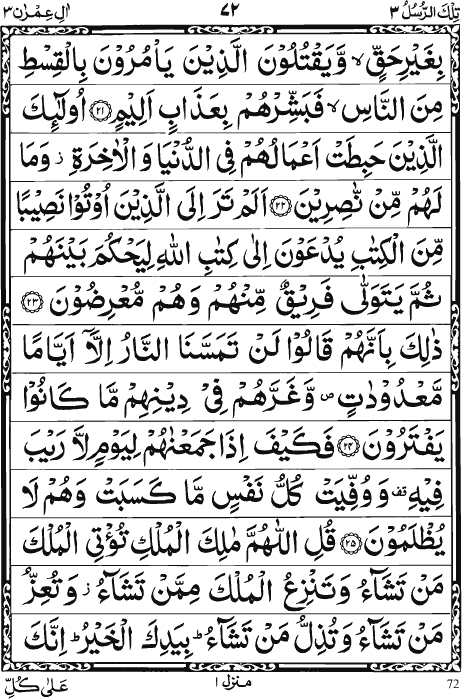 تِلْكَ الرُّسُلُ ٣ ٧٢ اٰلِ عِمْرٰن ٣
بِغَيْرِ حَقٍّ ۙ وَّيَقْتُلُوْنَ الَّذِيْنَ يَاْمُرُوْنَ بِالْقِسْطِ
مِنَ النَّاسِ ۙ فَبَشِّرْهُمْ بِعَذَابٍ اَلِيْمٍ ﴿٢١﴾ اُولٰٓئِكَ
الَّذِيْنَ حَبِطَتْ اَعْمَالُهُمْ فِى الدُّنْيَا وَالْاٰخِرَةِ ز وَمَا
لَهُمْ مِّنْ نّٰصِرِيْنَ ﴿٢٢﴾ اَلَمْ تَرَ اِلَى الَّذِيْنَ اُوْتُوْا نَصِيْبًا
مِّنَ الْكِتٰبِ يُدْعَوْنَ اِلٰى كِتٰبِ اللّٰهِ لِيَحْكُمَ بَيْنَهُمْ
ثُمَّ يَتَوَلّٰى فَرِيْقٌ مِّنْهُمْ وَهُمْ مُّعْرِضُوْنَ ﴿٢٣﴾
ذٰلِكَ بِاَنَّهُمْ قَالُوْا لَنْ تَمَسَّنَا النَّارُ اِلَّآ اَيَّامًا
مَّعْدُوْدٰتٍ ص وَّغَرَّهُمْ فِىْ دِيْنِهِمْ مَّا كَانُوْا
يَفْتَرُوْنَ ﴿٢٤﴾ فَكَيْفَ اِذَا جَمَعْنٰهُمْ لِيَوْمٍ لَّا رَيْبَ
فِيْهِ قف وَوُفِّيَتْ كُلُّ نَفْسٍ مَّا كَسَبَتْ وَهُمْ لَا
يُظْلَمُوْنَ ﴿٢٥﴾ قُلِ اللّٰهُمَّ مٰلِكَ الْمُلْكِ تُؤْتِى الْمُلْكَ
مَنْ تَشَآءُ وَتَنْزِعُ الْمُلْكَ مِمَّنْ تَشَآءُ ز وَتُعِزُّ
مَنْ تَشَآءُ وَتُذِلُّ مَنْ تَشَآءُ ؕ بِيَدِكَ الْخَيْرُ ؕ اِنَّكَ
عَلٰى كُلِّ منزل ١ 72